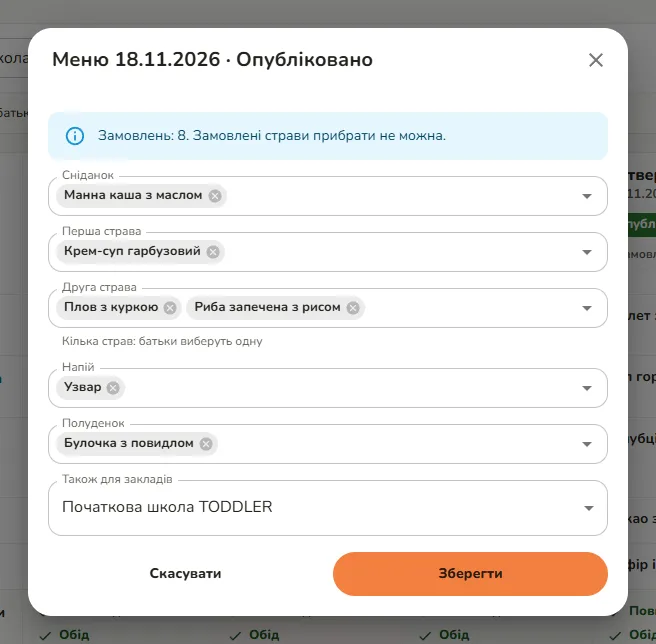 Меню 18.11.2026 · Опубліковано
Замовлень: 8. Замовлені страви прибрати не можна.
Сніданок
Манна каша з маслом
Перша страва
Крем-суп гарбузовий
Друга страва
Плов з куркою Риба запечена з рисом
Кілька страв: батьки виберуть одну
Напій
Узвар
Полуденок
Булочка з повидлом
Також для закладів
Початкова школа TODDLER
Скасувати Зберегти
Обід Обід Обід Обід